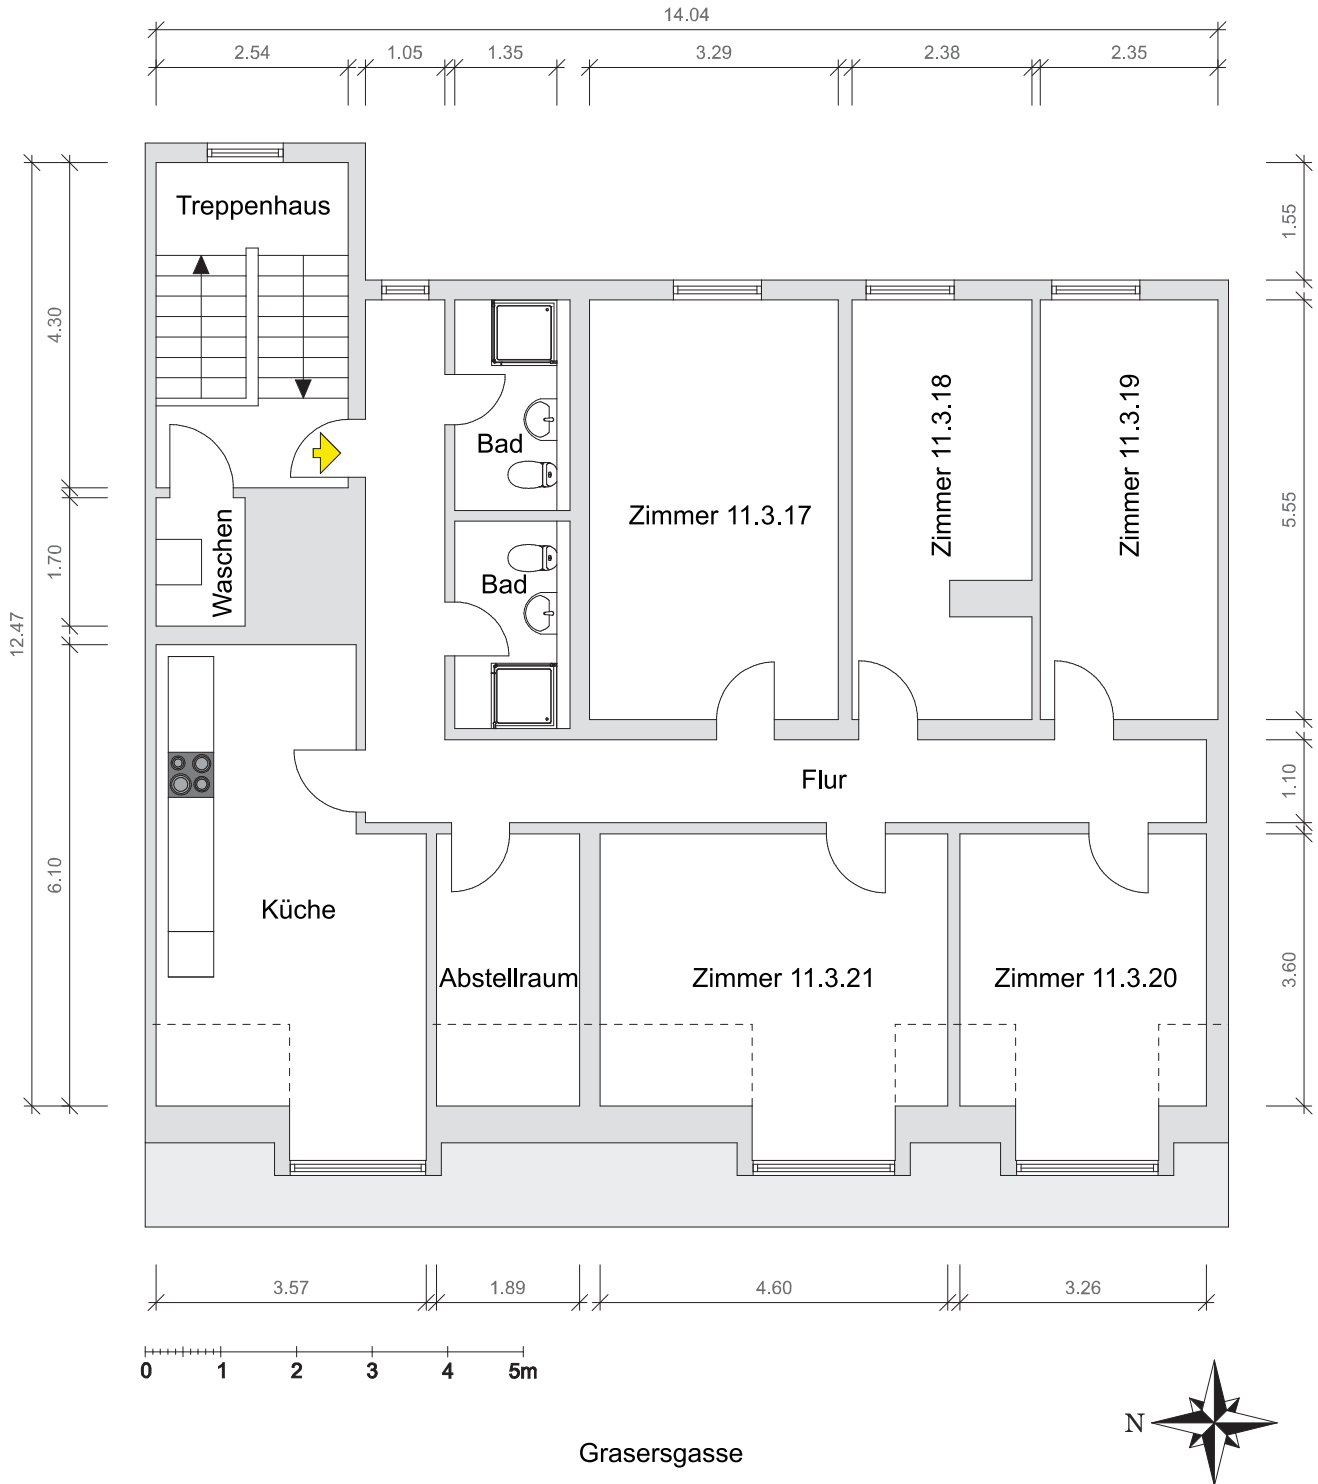 14.04
2.54 1.05 1.35 3.29 2.38 2.35
Treppenhaus
1.55
4.30
Zimmer 11.3.18
Zimmer 11.3.19
Bad
Zimmer 11.3.17
5.55
Waschen
1.70
Bad
12.47
Flur
1.10
6.10
Küche
Abstellraum
Zimmer 11.3.21
Zimmer 11.3.20
3.60
3.57 1.89 4.60 3.26
0 1 2 3 4 5m
N
Grasersgasse